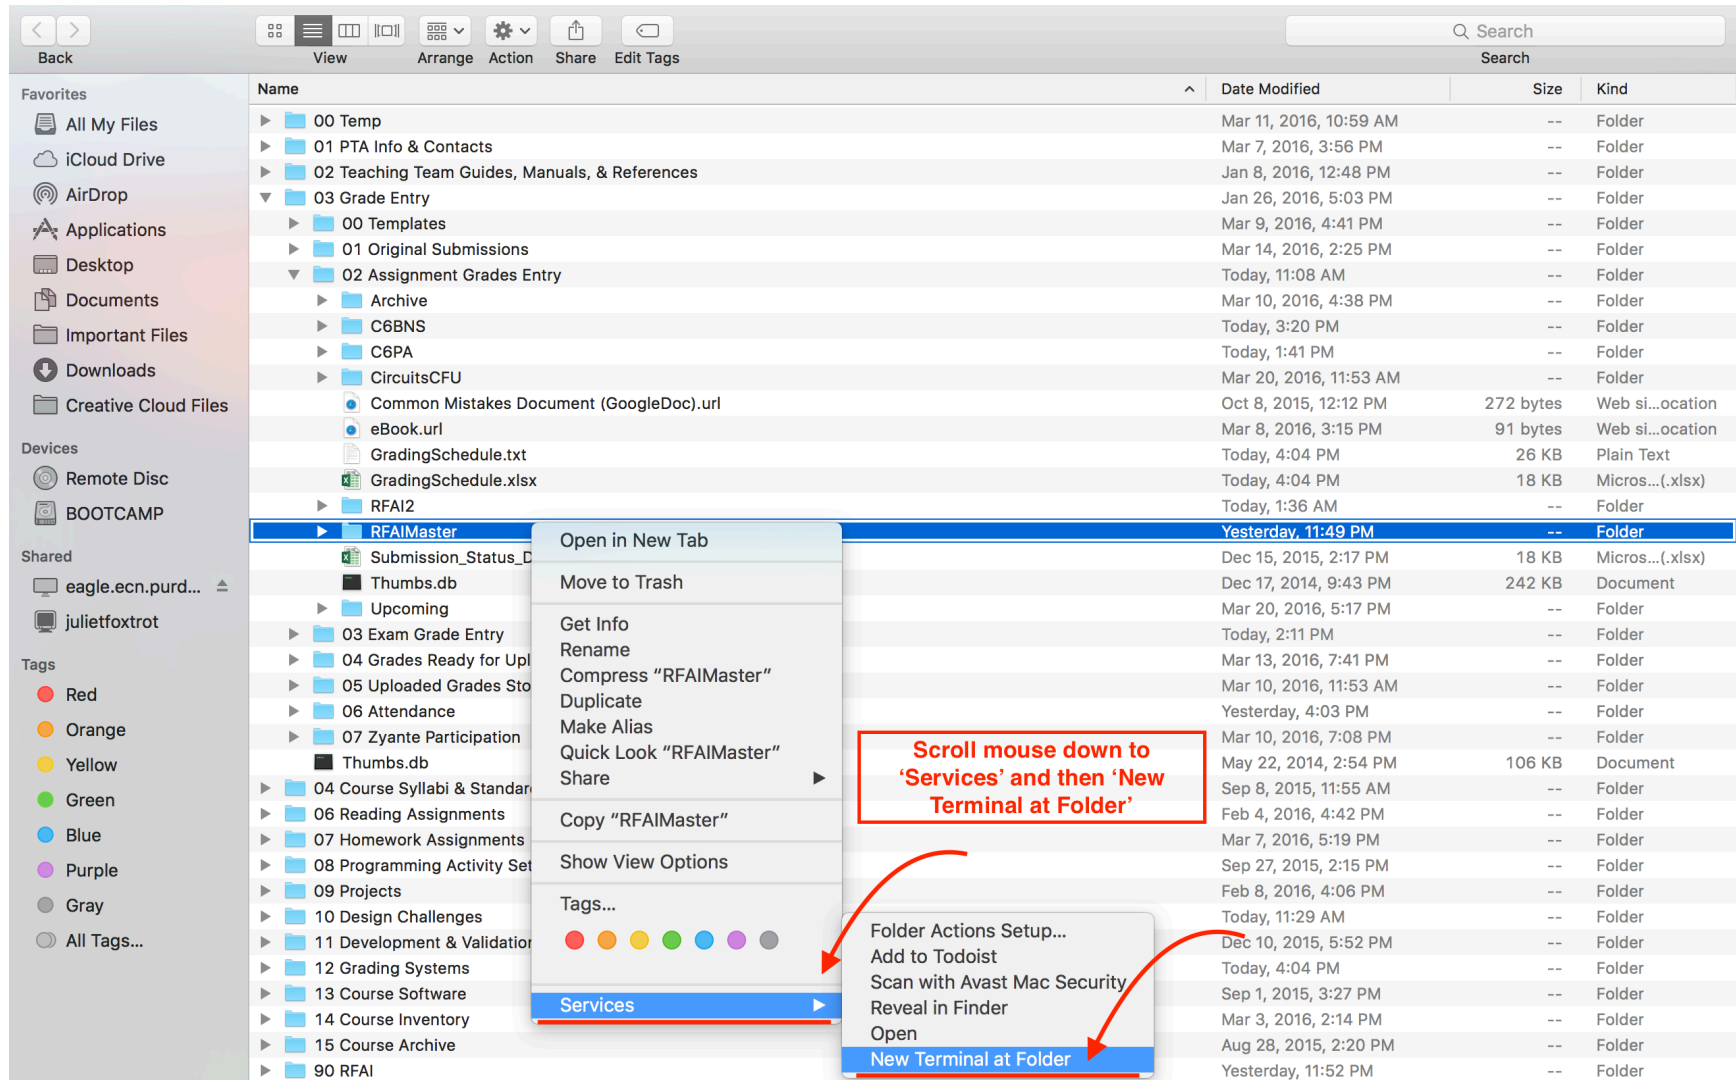 Search
Back
View
Arrange
Action
Share
Edit Tags
Search
Favorites
All My Files
iCloud Drive
AirDrop
Applications
Desktop
Documents
Important Files
Downloads
Creative Cloud Files
Devices
Remote Disc
BOOTCAMP
Shared
eagle.ecn.purd...
julietfoxtrot
Tags
Red
Orange
Yellow
Green
Blue
Purple
Gray
All Tags...
Name Date Modified Size Kind
00 Temp Mar 11, 2016, 10:59 AM -- Folder
01 PTA Info & Contacts Mar 7, 2016, 3:56 PM -- Folder
02 Teaching Team Guides, Manuals, & References Jan 8, 2016, 12:48 PM -- Folder
03 Grade Entry Jan 26, 2016, 5:03 PM -- Folder
00 Templates Mar 9, 2016, 4:41 PM -- Folder
01 Original Submissions Mar 14, 2016, 2:25 PM -- Folder
02 Assignment Grades Entry Today, 11:08 AM -- Folder
Archive Mar 10, 2016, 4:38 PM -- Folder
C6BNS Today, 3:20 PM -- Folder
C6PA Today, 1:41 PM -- Folder
CircuitsCFU Mar 20, 2016, 11:53 AM -- Folder
Common Mistakes Document (GoogleDoc).url Oct 8, 2015, 12:12 PM 272 bytes Web si...ocation
eBook.url Mar 8, 2016, 3:15 PM 91 bytes Web si...ocation
GradingSchedule.txt Today, 4:04 PM 26 KB Plain Text
GradingSchedule.xlsx Today, 4:04 PM 18 KB Micros...(.xlsx)
RFAI2 Today, 1:36 AM -- Folder
RFAIMaster Yesterday, 11:49 PM -- Folder
Submission_Status_D Dec 15, 2015, 2:17 PM 18 KB Micros...(.xlsx)
Thumbs.db Dec 17, 2014, 9:43 PM 242 KB Document
Upcoming Mar 20, 2016, 5:17 PM -- Folder
03 Exam Grade Entry Today, 2:11 PM -- Folder
04 Grades Ready for Upl Mar 13, 2016, 7:41 PM -- Folder
05 Uploaded Grades Sto Mar 10, 2016, 11:53 AM -- Folder
06 Attendance Yesterday, 4:03 PM -- Folder
07 Zyante Participation Mar 10, 2016, 7:08 PM -- Folder
Thumbs.db May 22, 2014, 2:54 PM 106 KB Document
04 Course Syllabi & Standar Sep 8, 2015, 11:55 AM -- Folder
06 Reading Assignments Feb 4, 2016, 4:42 PM -- Folder
07 Homework Assignments Mar 7, 2016, 5:19 PM -- Folder
08 Programming Activity Set Sep 27, 2015, 2:15 PM -- Folder
09 Projects Feb 8, 2016, 4:06 PM -- Folder
10 Design Challenges Today, 11:29 AM -- Folder
11 Development & Validation Dec 10, 2015, 5:52 PM -- Folder
12 Grading Systems Today, 4:04 PM -- Folder
13 Course Software Sep 1, 2015, 3:27 PM -- Folder
14 Course Inventory Mar 3, 2016, 2:14 PM -- Folder
15 Course Archive Aug 28, 2015, 2:20 PM -- Folder
90 RFAI Yesterday, 11:52 PM -- Folder
Open in New Tab
Move to Trash
Get Info
Rename
Compress “RFAIMaster”
Duplicate
Make Alias
Quick Look “RFAIMaster”
Share
Copy “RFAIMaster”
Show View Options
Tags...
Services
Scroll mouse down to
‘Services’ and then ‘New
Terminal at Folder’
Folder Actions Setup...
Add to Todoist
Scan with Avast Mac Security
Reveal in Finder
Open
New Terminal at Folder